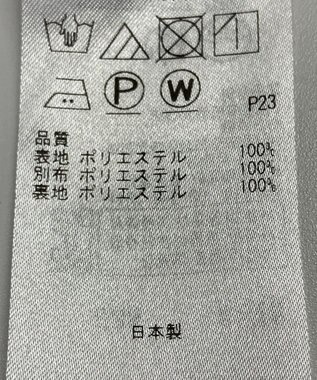 P W P23
品質
表地 ポリエステル 100%
別布 ポリエステル 100%
裏地 ポリエステル 100%
日本製